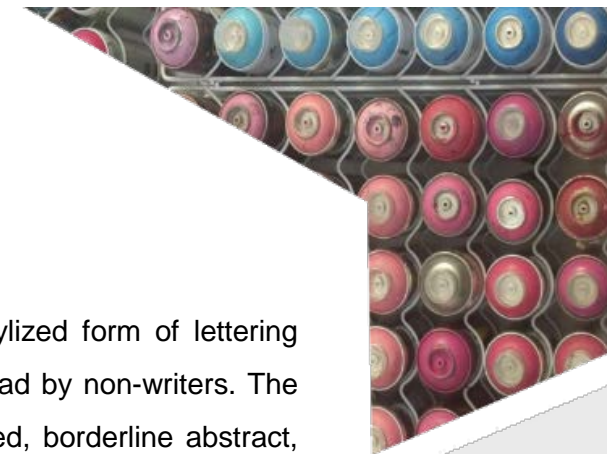 ylized form of lettering
ad by non-writers. The
ed, borderline abstract,